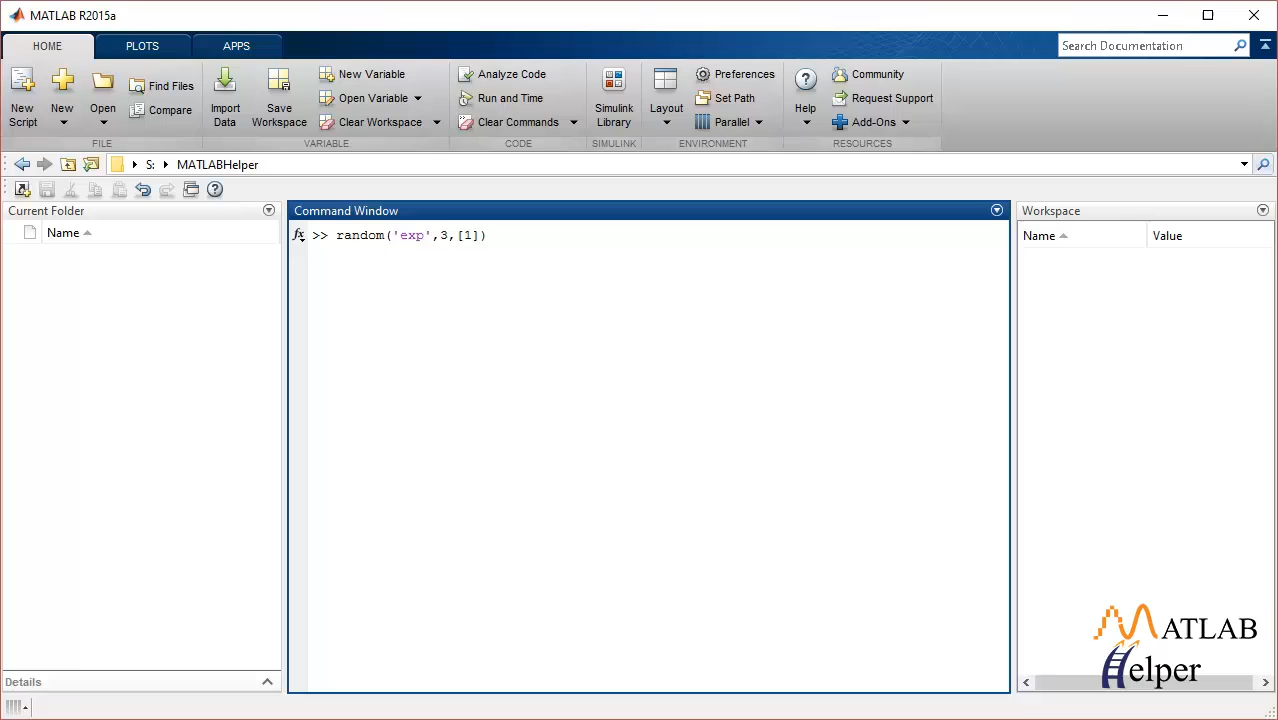 MATLAB R2015a
HOME PLOTS APPS
Search Documentation
New Script
New
Open
Find Files
Compare
FILE
Import Data
Save Workspace
New Variable
Open Variable
Clear Workspace
VARIABLE
Analyze Code
Run and Time
Clear Commands
CODE
Simulink Library
SIMULINK
Layout
Preferences
Set Path
Parallel
ENVIRONMENT
Help
Community
Request Support
Add-Ons
RESOURCES
S: MATLABHelper
Current Folder
Name
Details
Command Window
fx >> random('exp',3,[1])
Workspace
Name Value
MATLAB
Helper